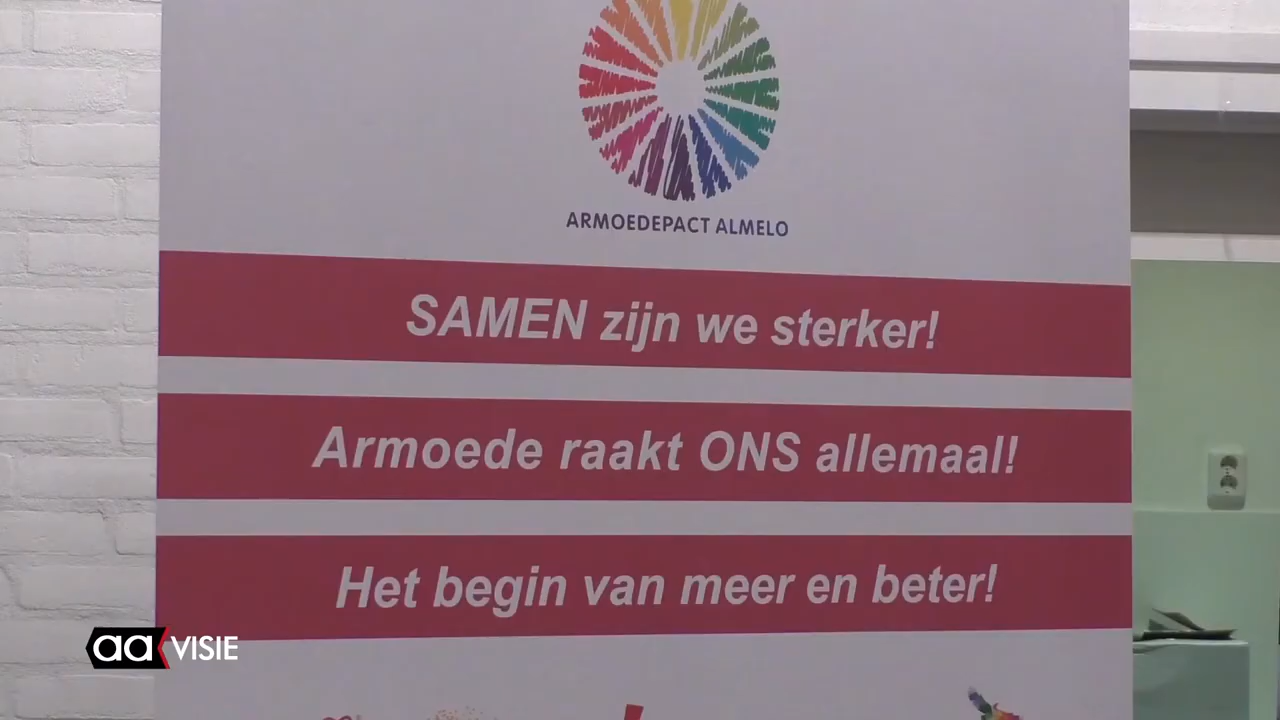 ARMOEDEPACT ALMELO
SAMEN zijn we sterker!
Armoede raakt ONS allemaal!
Het begin van meer en beter!
aa VISIE